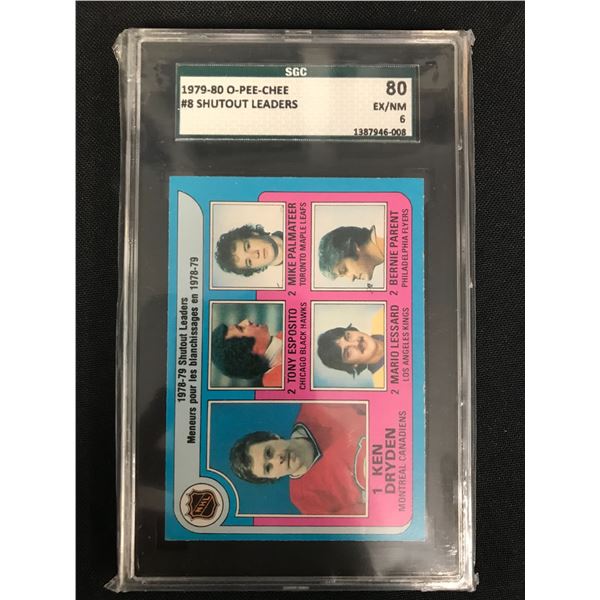 SGC
1979-80 O-PEE-CHEE
#8 SHUTOUT LEADERS
80
EX/NM
6
1387946-008
1978-79 Shutout Leaders
Meneurs pour les blanchissages en 1978-79
NHL
1 KEN
DRYDEN
MONTREAL CANADIENS
2 TONY ESPOSITO
CHICAGO BLACK HAWKS
2 MIKE PALMATEER
TORONTO MAPLE LEAFS
2 MARIO LESSARD
LOS ANGELES KINGS
2 BERNIE PARENT
PHILADELPHIA FLYERS